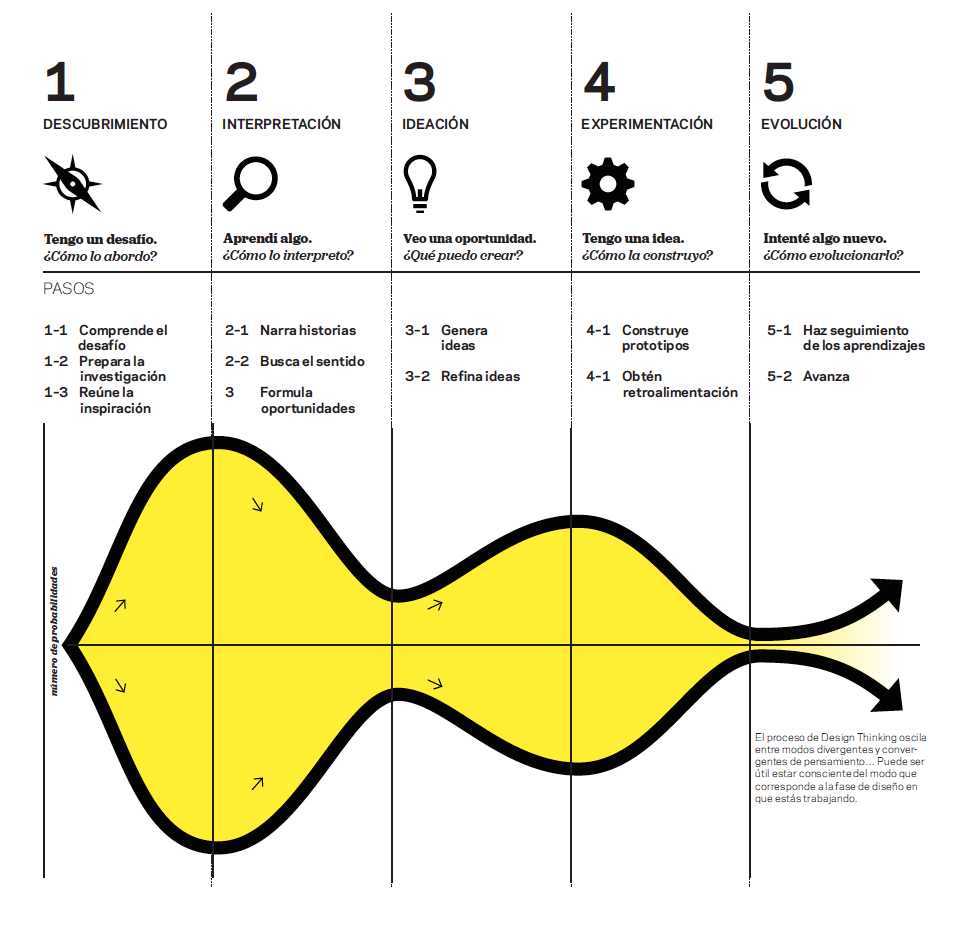 1
DESCUBRIMIENTO
Tengo un desafío.
¿Cómo lo abordo?
2
INTERPRETACIÓN
Aprendí algo.
¿Cómo lo interpreto?
3
IDEACIÓN
Veo una oportunidad.
¿Qué puedo crear?
4
EXPERIMENTACIÓN
Tengo una idea.
¿Cómo la construyo?
5
EVOLUCIÓN
Intenté algo nuevo.
¿Cómo evolucionarlo?
PASOS
1-1 Comprende el
desafío
1-2 Prepara la
investigación
1-3 Reúne la
inspiración
2-1 Narra historias
2-2 Busca el sentido
3 Formula
oportunidades
3-1 Genera
ideas
3-2 Refina ideas
4-1 Construye
prototipos
4-1 Obtén
retroalimentación
5-1 Haz seguimiento
de los aprendizajes
5-2 Avanza
número de probabilidades
El proceso de Design Thinking oscila
entre modos divergentes y conver-
gentes de pensamiento... Puede ser
útil estar consciente del modo que
corresponde a la fase de diseño en
que estás trabajando.